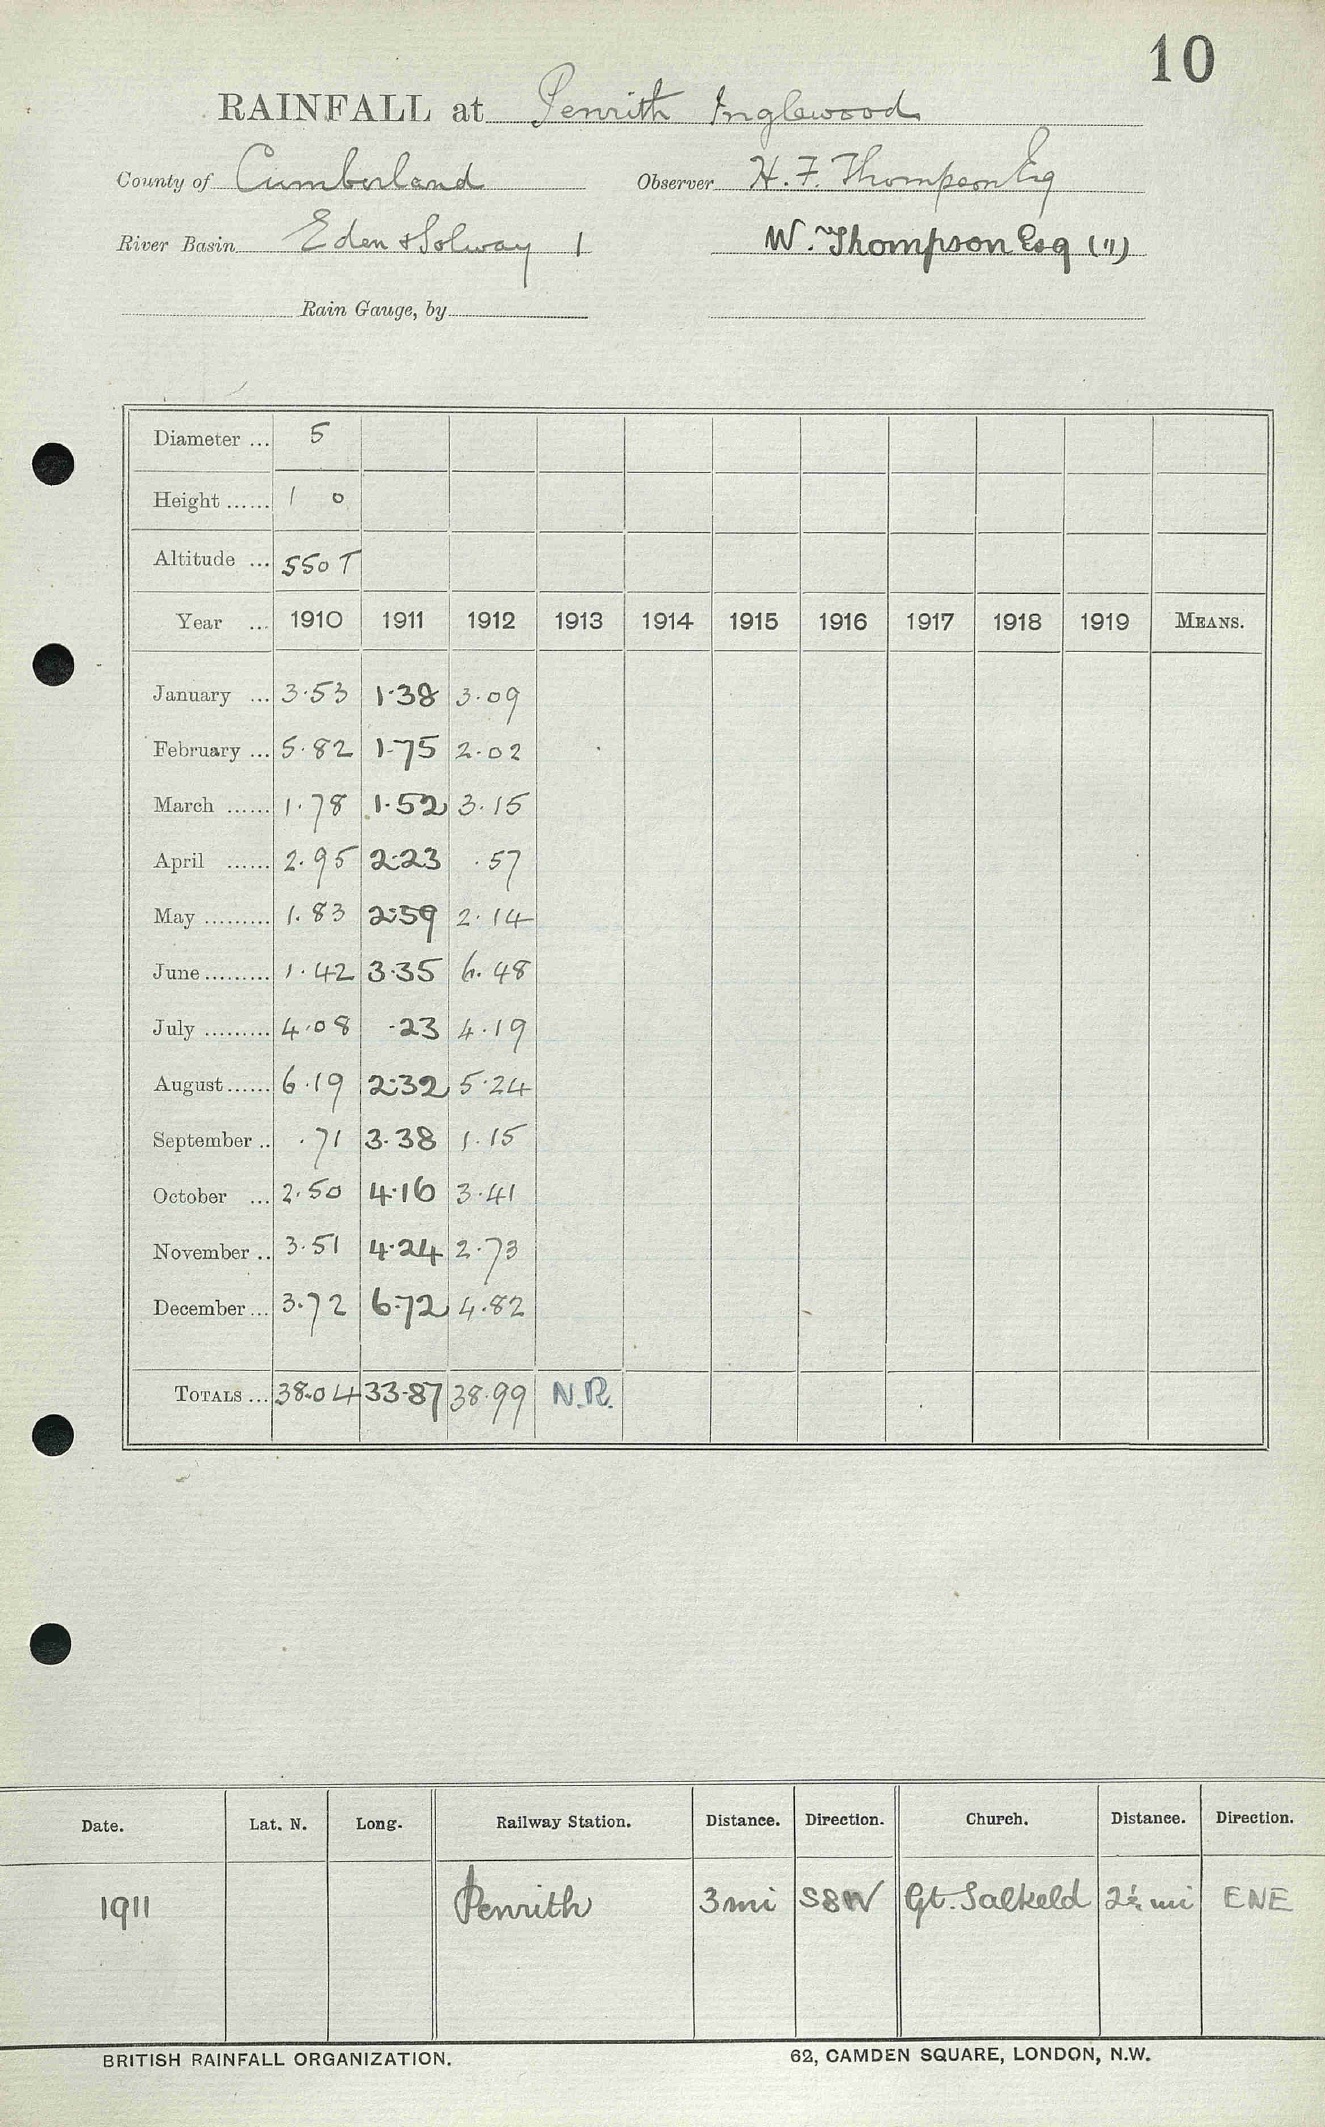 10
RAINFALL at Penrith Inglewood
County of Cumberland Observer H. F. Thompson Esq
River Basin Eden & Solway 1 W. Thompson Esq (11)
Rain Gauge, by
Diameter ... 5
Height ...... 1 0
Altitude ... 550 T
Year ... 1910 1911 1912 1913 1914 1915 1916 1917 1918 1919 MEANS.
January ... 3.53 1.38 3.09
February ... 5.82 1.75 2.02
March ...... 1.78 1.52 3.15
April ...... 2.95 2.23 .57
May ......... 1.83 2.59 2.14
June ......... 1.42 3.35 6.48
July ......... 4.08 .23 4.19
August ...... 6.19 2.32 5.24
September .. .71 3.38 1.15
October ... 2.50 4.16 3.41
November .. 3.51 4.24 2.73
December ... 3.72 6.72 4.82
TOTALS ... 38.04 33.87 38.99 N.R.
Date. Lat. N. Long. Railway Station. Distance. Direction. Church. Distance. Direction.
1911 Penrith 3 mi Gt. Salkeld 2½ mi ENE
BRITISH RAINFALL ORGANIZATION. 62, CAMDEN SQUARE, LONDON, N.W.